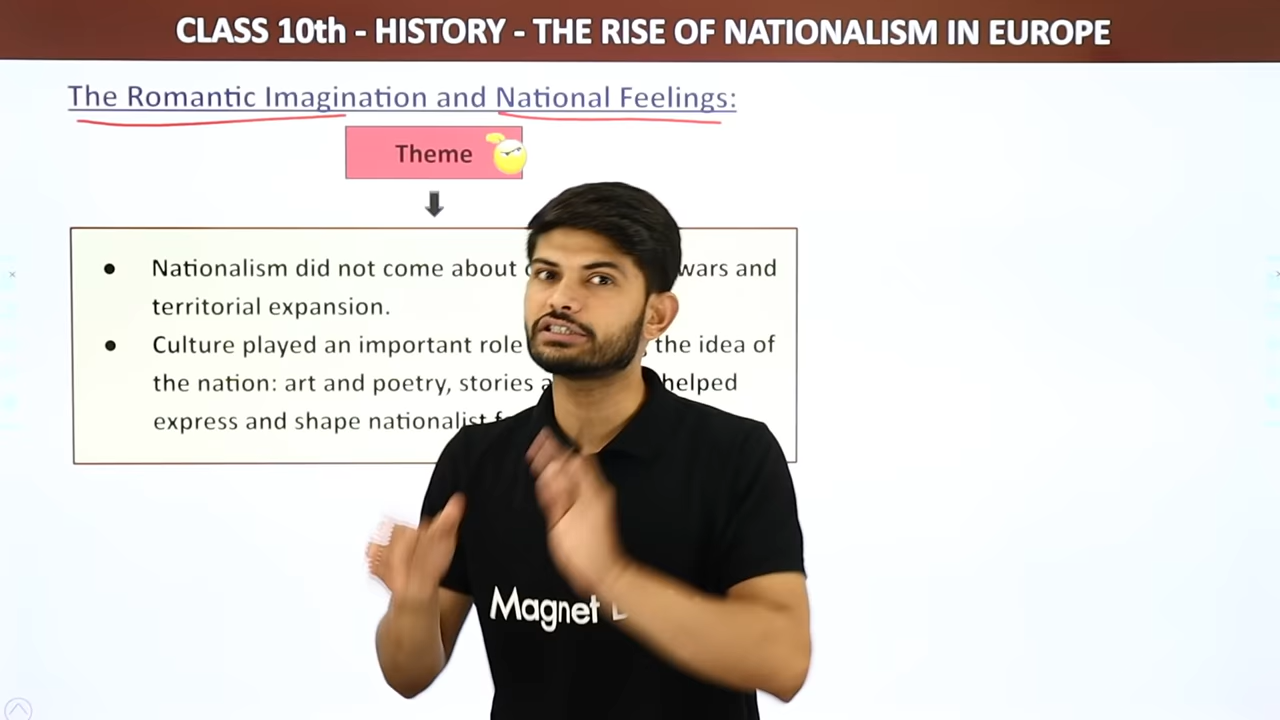 CLASS 10th - HISTORY - THE RISE OF NATIONALISM IN EUROPE
The Romantic Imagination and National Feelings:
Theme
● Nationalism did not come about wars and
territorial expansion.
● Culture played an important role the idea of
the nation: art and poetry, stories helped
express and shape nationalist
Magnet